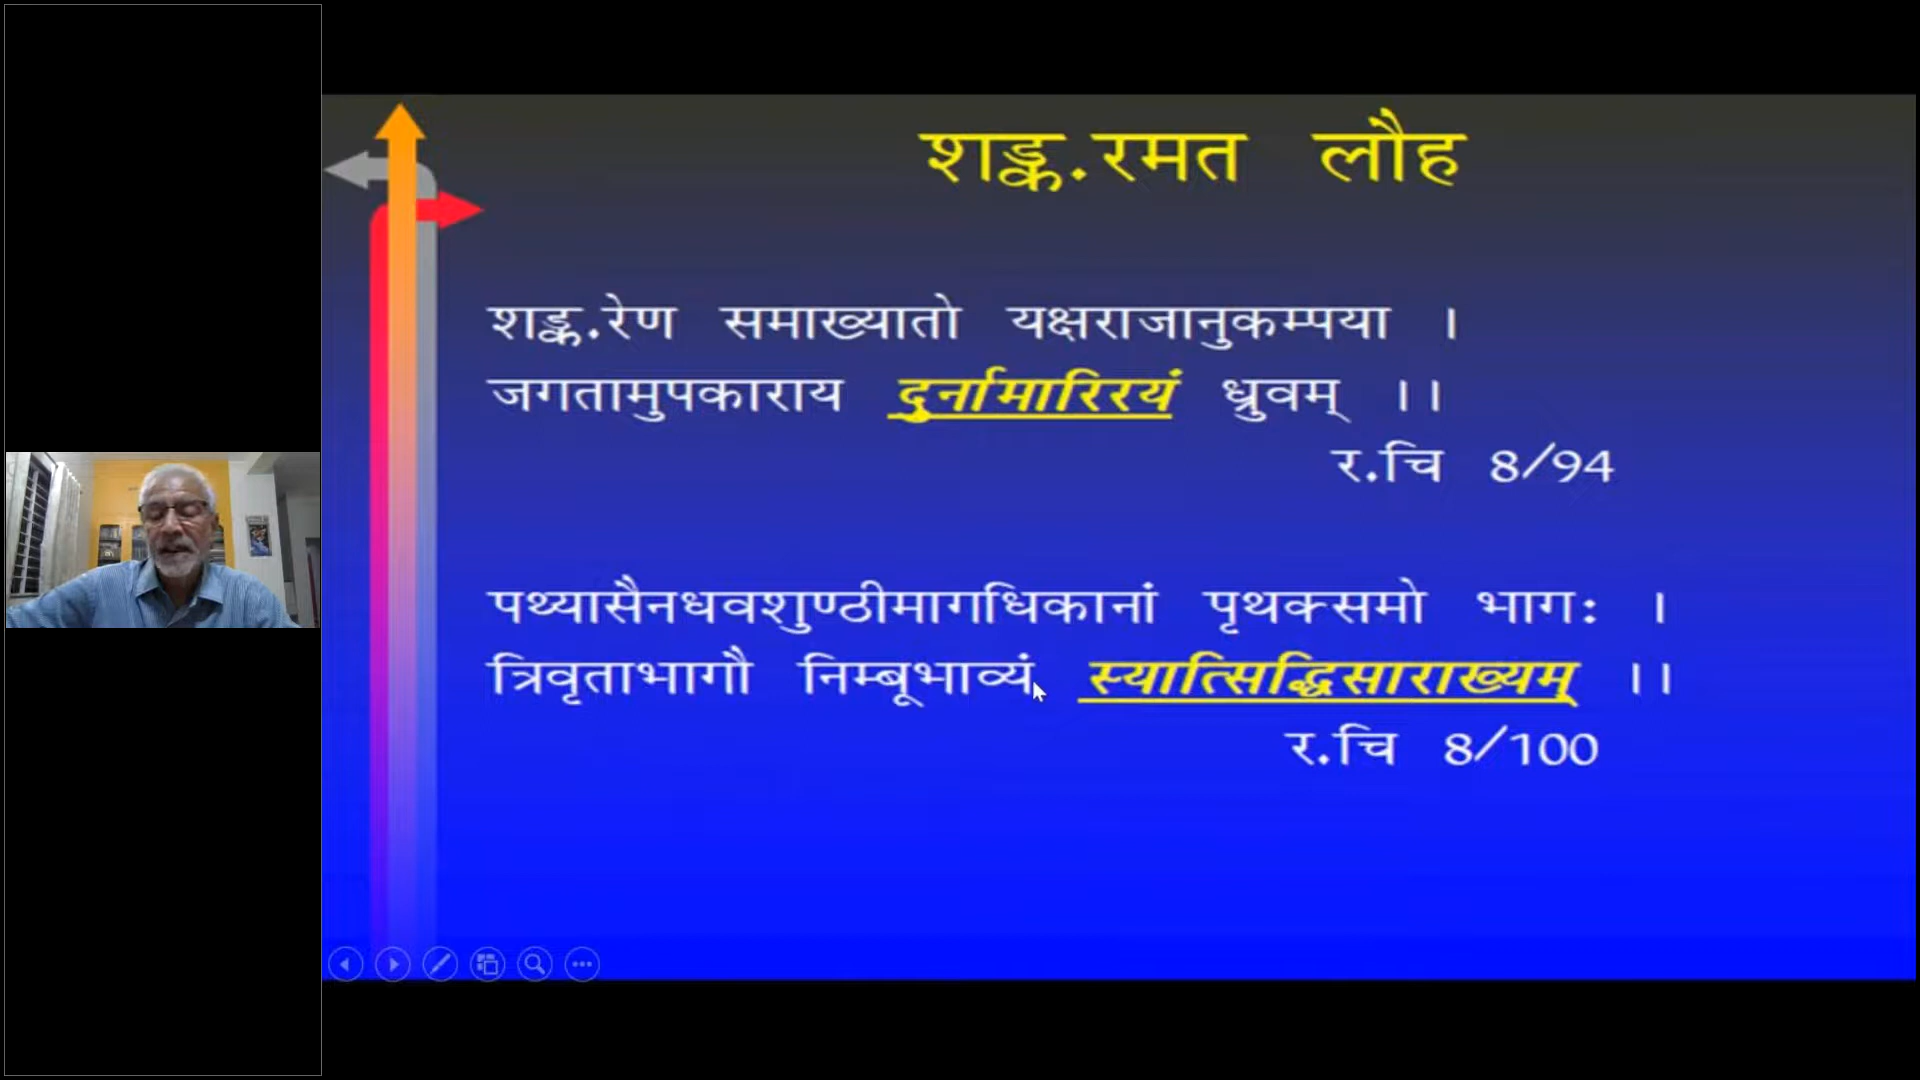 शङ्क.रमत लौह
शङ्क.रेण समाख्यातो यक्षराजानुकम्पया ।
जगतामुपकाराय दुर्नामारिरयं ध्रुवम् ।।
र.चि 8/94
पथ्यासैनधवशुण्ठीमागधिकानां पृथक्समो भागः ।
त्रिवृताभागौ निम्बूभाव्यं स्यात्सिद्धिसाराख्यम् ।।
र.चि 8/100